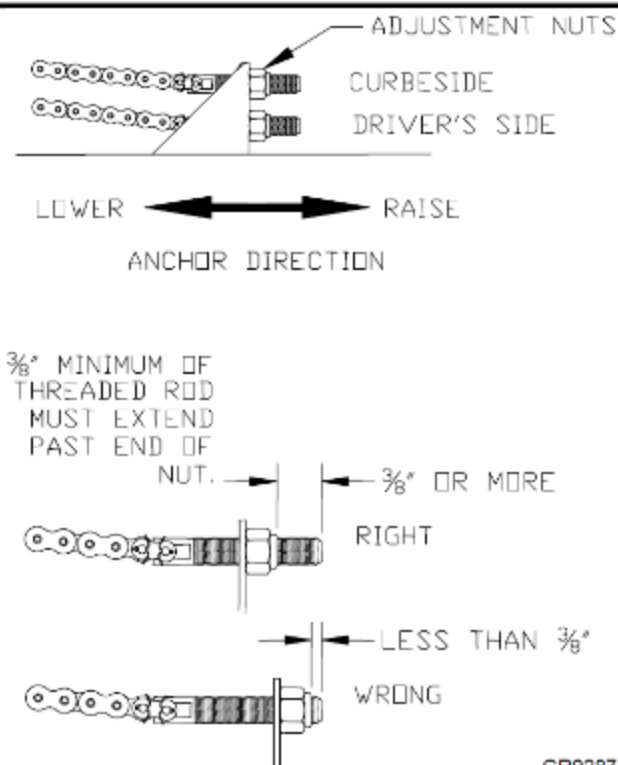 ADJUSTMENT NUTS
CURBESIDE
DRIVER'S SIDE
LOWER
RAISE
ANCHOR DIRECTION
⅜" MINIMUM OF
THREADED ROD
MUST EXTEND
PAST END OF
NUT.
⅜" OR MORE
RIGHT
LESS THAN ⅜"
WRONG